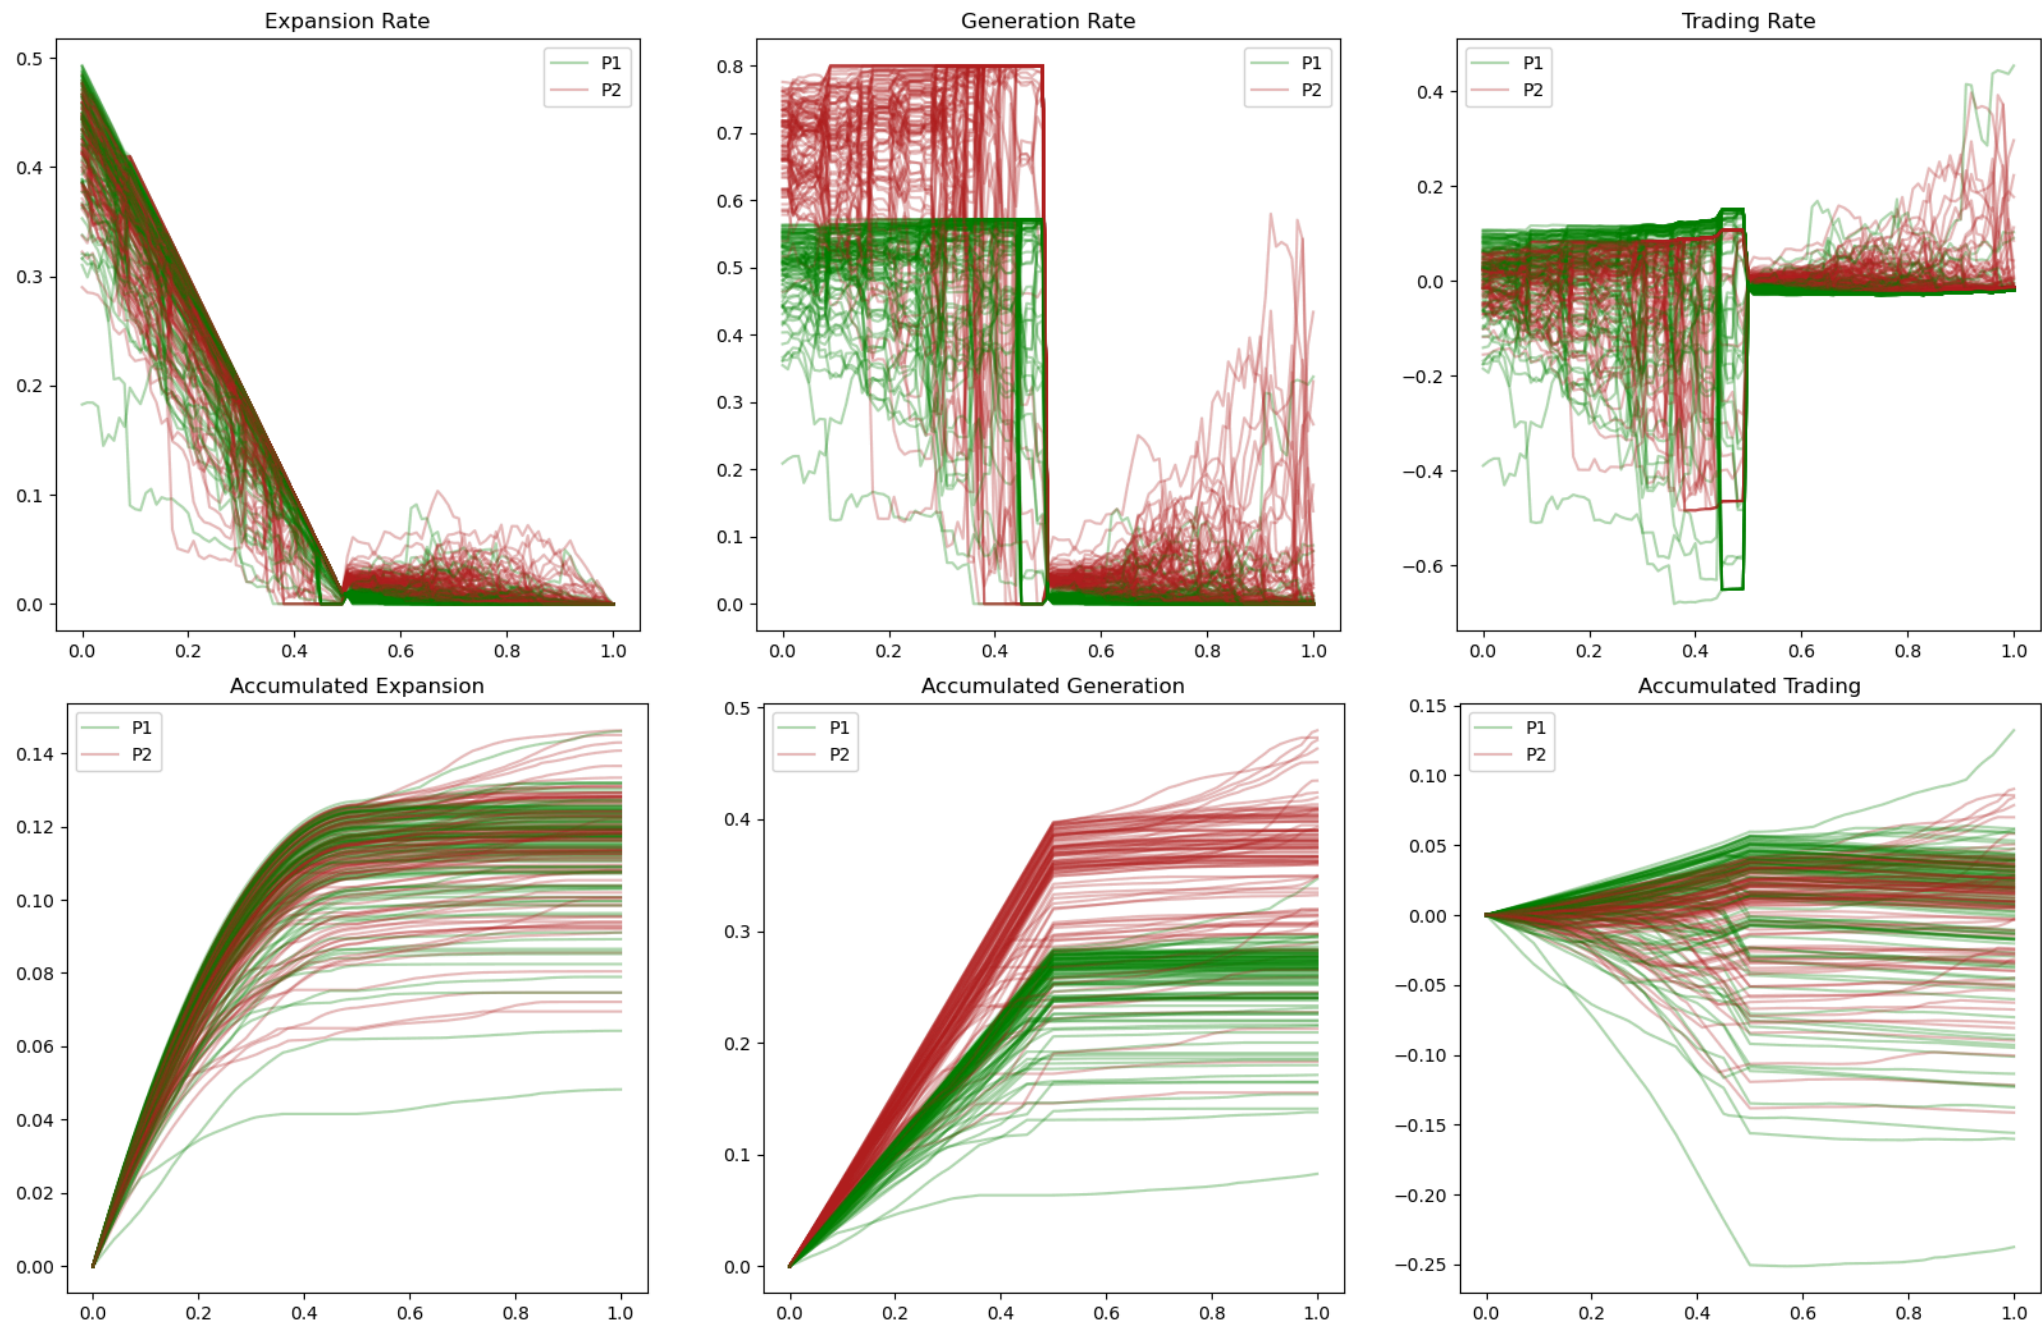 Expansion Rate
0.5
0.4
0.3
0.2
0.1
0.0
0.0 0.2 0.4 0.6 0.8 1.0
P1
P2
Generation Rate
0.8
0.7
0.6
0.5
0.4
0.3
0.2
0.1
0.0
0.0 0.2 0.4 0.6 0.8 1.0
P1
P2
Trading Rate
0.4
0.2
0.0
−0.2
−0.4
−0.6
0.0 0.2 0.4 0.6 0.8 1.0
P1
P2
Accumulated Expansion
0.14
0.12
0.10
0.08
0.06
0.04
0.02
0.00
0.0 0.2 0.4 0.6 0.8 1.0
P1
P2
Accumulated Generation
0.5
0.4
0.3
0.2
0.1
0.0
0.0 0.2 0.4 0.6 0.8 1.0
P1
P2
Accumulated Trading
0.15
0.10
0.05
0.00
−0.05
−0.10
−0.15
−0.20
−0.25
0.0 0.2 0.4 0.6 0.8 1.0
P1
P2